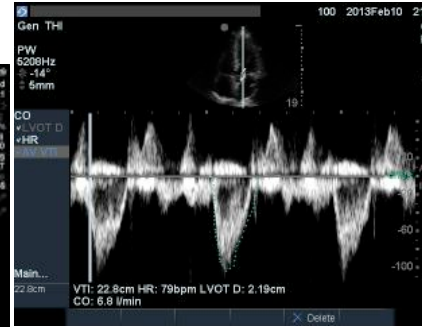 100 2013Feb10 2
Gen THI
PW
5208Hz
-14°
5mm
19
CO
LVOT D
HR
AV VTI
-60
-100
Main...
22.8cm
VTI: 22.8cm HR: 79bpm LVOT D: 2.19cm
CO: 6.8 l/min
Delete